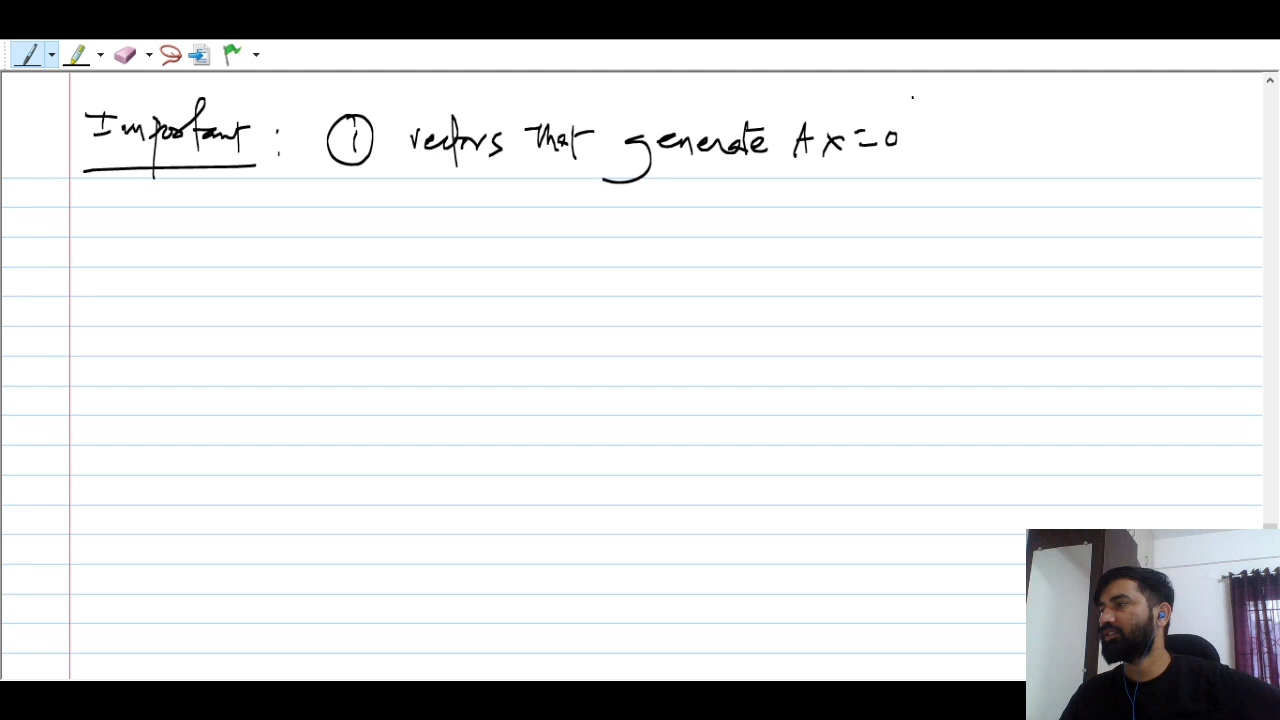 Important : ① vectors that generate Ax=0